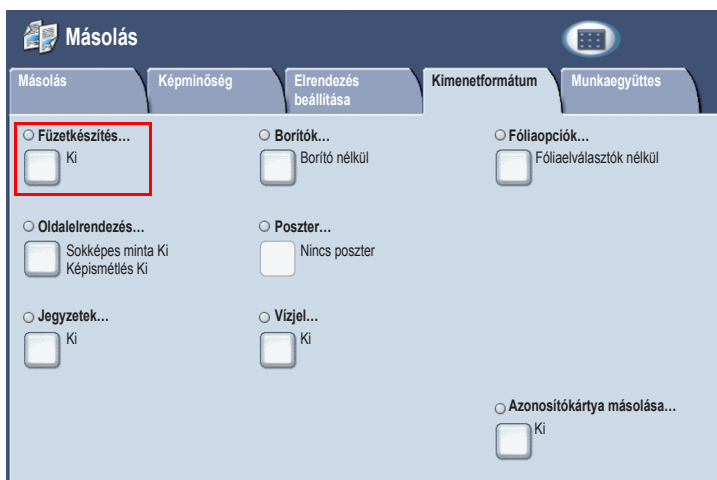 Másolás
Másolás
Képminőség
Elrendezés
beállítása
Kimenetformátum
Munkaegyüttes
Füzetkészítés...
Ki
Borítók...
Borító nélkül
Fóliaopciók...
Fóliaelválasztók nélkül
Oldalelrendezés...
Sokképes minta Ki
Képismétlés Ki
Poszter...
Nincs poszter
Jegyzetek...
Ki
Vízjel...
Ki
Azonosítókártya másolása...
Ki